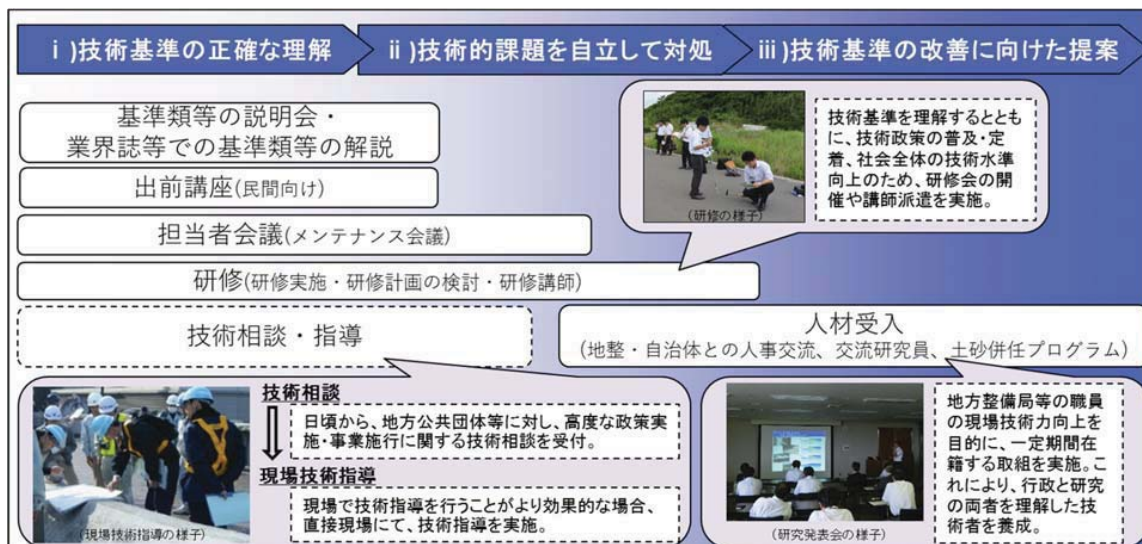 ⅰ)技術基準の正確な理解
ⅱ)技術的課題を自立して対処
ⅲ)技術基準の改善に向けた提案
基準類等の説明会・
業界誌等での基準類等の解説
出前講座(民間向け)
担当者会議(メンテナンス会議)
研修(研修実施・研修計画の検討・研修講師)
(研修の様子)
技術基準を理解するととも
に、技術政策の普及・定
着、社会全体の技術水準
向上のため、研修会の開
催や講師派遣を実施。
技術相談・指導
人材受入
(地整・自治体との人事交流、交流研究員、土砂併任プログラム)
(現場技術指導の様子)
技術相談
日頃から、地方公共団体等に対し、高度な政策実
施・事業施行に関する技術相談を受付。
現場技術指導
現場で技術指導を行うことがより効果的な場合、
直接現場にて、技術指導を実施。
(研究発表会の様子)
地方整備局等の職員
の現場技術力向上を
目的に、一定期間在
籍する取組を実施。こ
れにより、行政と研究
の両者を理解した技
術者を養成。